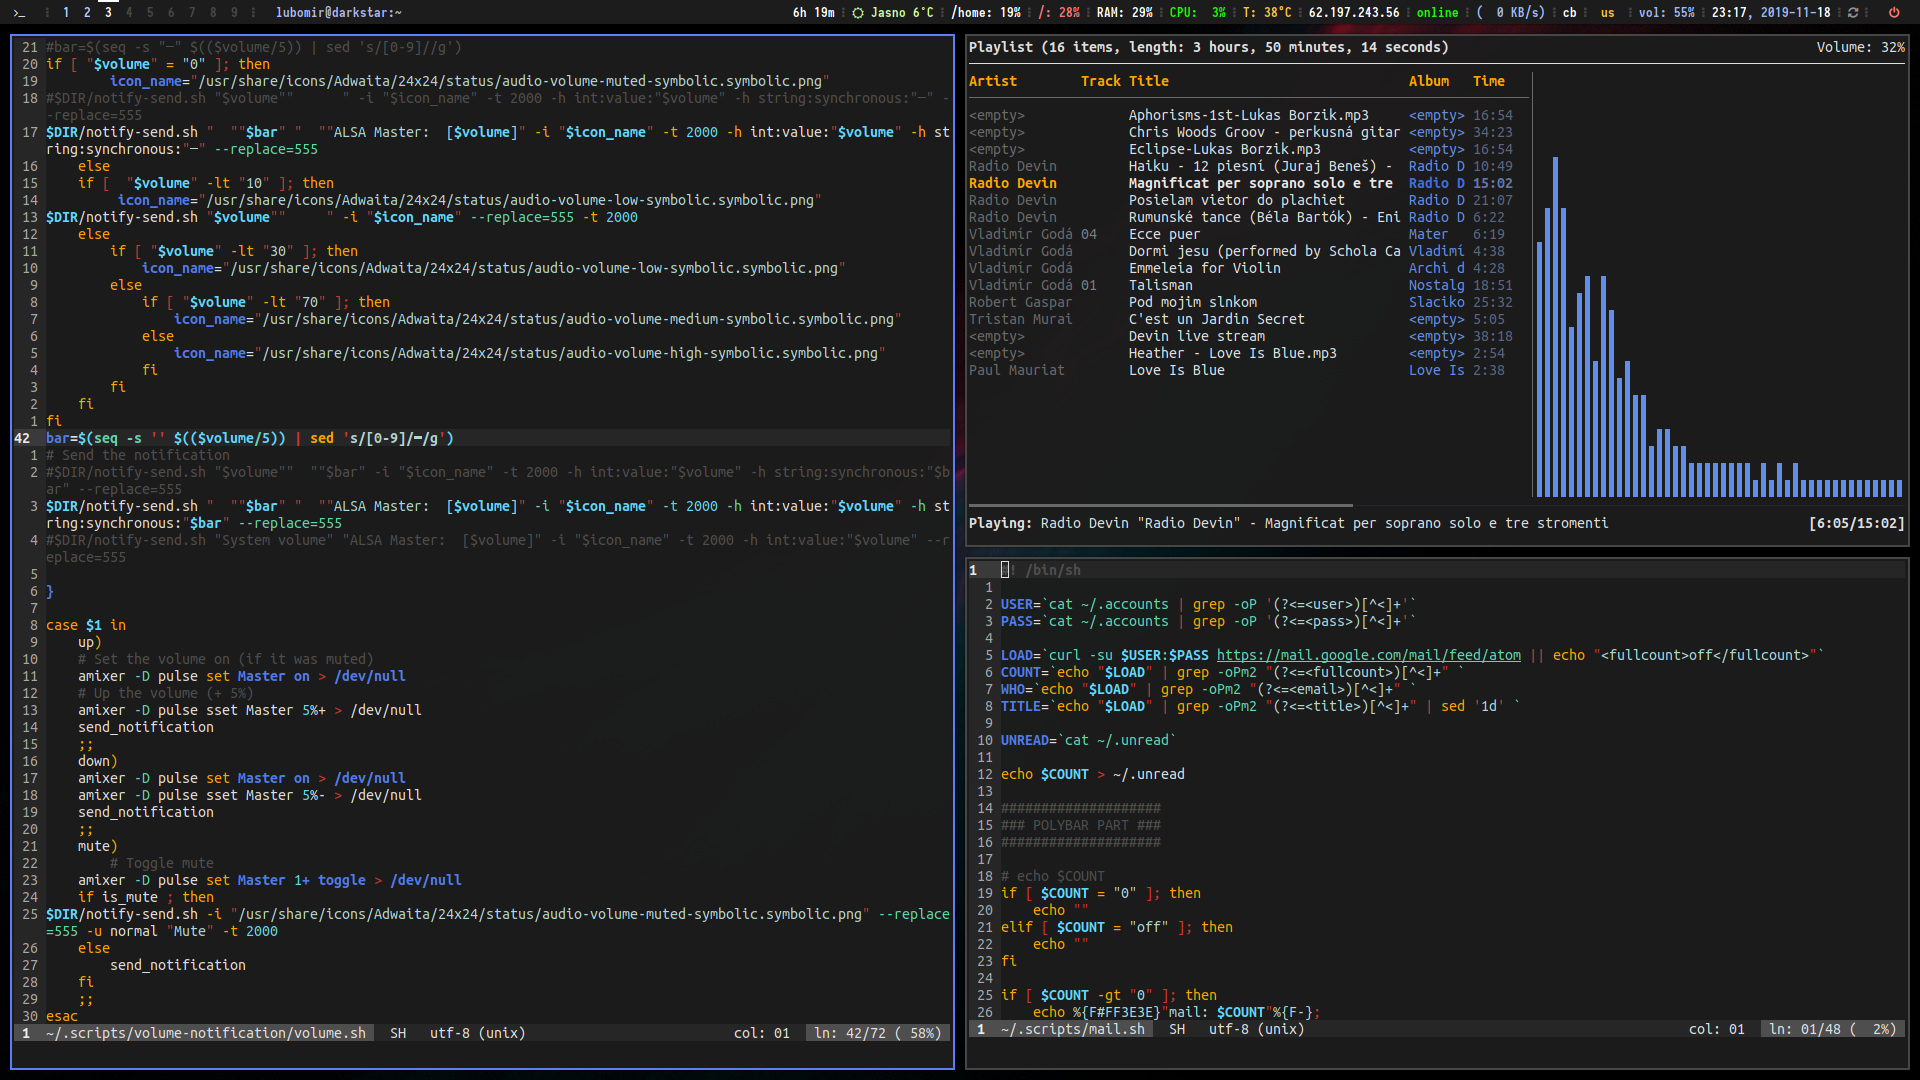 >_ 1 2 3 4 5 6 7 8 9 lubomir@darkstar:~ 6h 19m Jasno 6°C /home: 19% /: 28% RAM: 29% CPU: 3% T: 38°C 62.197.243.56 online ( 0 KB/s) cb us vol: 55% 23:17, 2019-11-18
21 #bar=$(seq -s "─" $(($volume/5)) | sed 's/[0-9]//g')
20 if [ "$volume" = "0" ]; then
19         icon_name="/usr/share/icons/Adwaita/24x24/status/audio-volume-muted-symbolic.symbolic.png"
18 #$DIR/notify-send.sh "$volume""      " -i "$icon_name" -t 2000 -h int:value:"$volume" -h string:synchronous:"─" -
-replace=555
17 $DIR/notify-send.sh "  ""$bar" "  ""ALSA Master:  [$volume]" -i "$icon_name" -t 2000 -h int:value:"$volume" -h st
ring:synchronous:"─" --replace=555
16     else
15     if [  "$volume" -lt "10" ]; then
14          icon_name="/usr/share/icons/Adwaita/24x24/status/audio-volume-low-symbolic.symbolic.png"
13 $DIR/notify-send.sh "$volume""     " -i "$icon_name" --replace=555 -t 2000
12     else
11         if [ "$volume" -lt "30" ]; then
10             icon_name="/usr/share/icons/Adwaita/24x24/status/audio-volume-low-symbolic.symbolic.png"
9         else
8             if [ "$volume" -lt "70" ]; then
7                 icon_name="/usr/share/icons/Adwaita/24x24/status/audio-volume-medium-symbolic.symbolic.png"
6             else
5                 icon_name="/usr/share/icons/Adwaita/24x24/status/audio-volume-high-symbolic.symbolic.png"
4             fi
3         fi
2     fi
1 fi
42 bar=$(seq -s '' $(($volume/5)) | sed 's/[0-9]/─/g')
1 # Send the notification
2 #$DIR/notify-send.sh "$volume""  ""$bar" -i "$icon_name" -t 2000 -h int:value:"$volume" -h string:synchronous:"$b
ar" --replace=555
3 $DIR/notify-send.sh "  ""$bar" "  ""ALSA Master:  [$volume]" -i "$icon_name" -t 2000 -h int:value:"$volume" -h st
ring:synchronous:"$bar" --replace=555
4 #$DIR/notify-send.sh "System volume" "ALSA Master:  [$volume]" -i "$icon_name" -t 2000 -h int:value:"$volume" --r
eplace=555
5
6 }
7
8 case $1 in
9     up)
10     # Set the volume on (if it was muted)
11     amixer -D pulse set Master on > /dev/null
12     # Up the volume (+ 5%)
13     amixer -D pulse sset Master 5%+ > /dev/null
14     send_notification
15     ;;
16     down)
17     amixer -D pulse set Master on > /dev/null
18     amixer -D pulse sset Master 5%- > /dev/null
19     send_notification
20     ;;
21     mute)
22         # Toggle mute
23     amixer -D pulse set Master 1+ toggle > /dev/null
24     if is_mute ; then
25 $DIR/notify-send.sh -i "/usr/share/icons/Adwaita/24x24/status/audio-volume-muted-symbolic.symbolic.png" --replace
=555 -u normal "Mute" -t 2000
26     else
27         send_notification
28     fi
29     ;;
30 esac
1 ~/.scripts/volume-notification/volume.sh SH utf-8 (unix) col: 01 ln: 42/72 ( 58%)
Playlist (16 items, length: 3 hours, 50 minutes, 14 seconds) Volume: 32%
Artist Track Title Album Time
<empty> Aphorisms-1st-Lukas Borzik.mp3 <empty> 16:54
<empty> Chris Woods Groov - perkusná gitar <empty> 34:23
<empty> Eclipse-Lukas Borzik.mp3 <empty> 16:54
Radio Devin Haiku - 12 piesní (Juraj Beneš) - Radio D 10:49
Radio Devin Magnificat per soprano solo e tre Radio D 15:02
Radio Devin Posielam vietor do plachiet Radio D 21:07
Radio Devin Rumunské tance (Béla Bartók) - Eni Radio D 6:22
Vladimír Godá 04 Ecce puer Mater 6:19
Vladimír Godá Dormi jesu (performed by Schola Ca Vladimí 4:38
Vladimír Godá Emmeleia for Violin Archi d 4:28
Vladimír Godá 01 Talisman Nostalg 18:51
Robert Gaspar Pod mojim slnkom Slaciko 25:32
Tristan Murai C'est un Jardin Secret <empty> 5:05
<empty> Devin live stream <empty> 38:18
<empty> Heather - Love Is Blue.mp3 <empty> 2:54
Paul Mauriat Love Is Blue Love Is 2:38
Playing: Radio Devin "Radio Devin" - Magnificat per soprano solo e tre stromenti [6:05/15:02]
1 #! /bin/sh
1
2 USER=`cat ~/.accounts | grep -oP '(?<=<user>)[^<]+'`
3 PASS=`cat ~/.accounts | grep -oP '(?<=<pass>)[^<]+'`
4
5 LOAD=`curl -su $USER:$PASS https://mail.google.com/mail/feed/atom || echo "<fullcount>off</fullcount>"`
6 COUNT=`echo "$LOAD" | grep -oPm2 "(?<=<fullcount>)[^<]+" `
7 WHO=`echo "$LOAD" | grep -oPm2 "(?<=<email>)[^<]+" `
8 TITLE=`echo "$LOAD" | grep -oPm2 "(?<=<title>)[^<]+" | sed '1d' `
9
10 UNREAD=`cat ~/.unread`
11
12 echo $COUNT > ~/.unread
13
14 ####################
15 ### POLYBAR PART ###
16 ####################
17
18 # echo $COUNT
19 if [ $COUNT = "0" ]; then
20     echo ""
21 elif [ $COUNT = "off" ]; then
22     echo ""
23 fi
24
25 if [ $COUNT -gt "0" ]; then
26     echo %{F#FF3E3E}"mail: $COUNT"%{F-};
1 ~/.scripts/mail.sh SH utf-8 (unix) col: 01 ln: 01/48 (  2%)